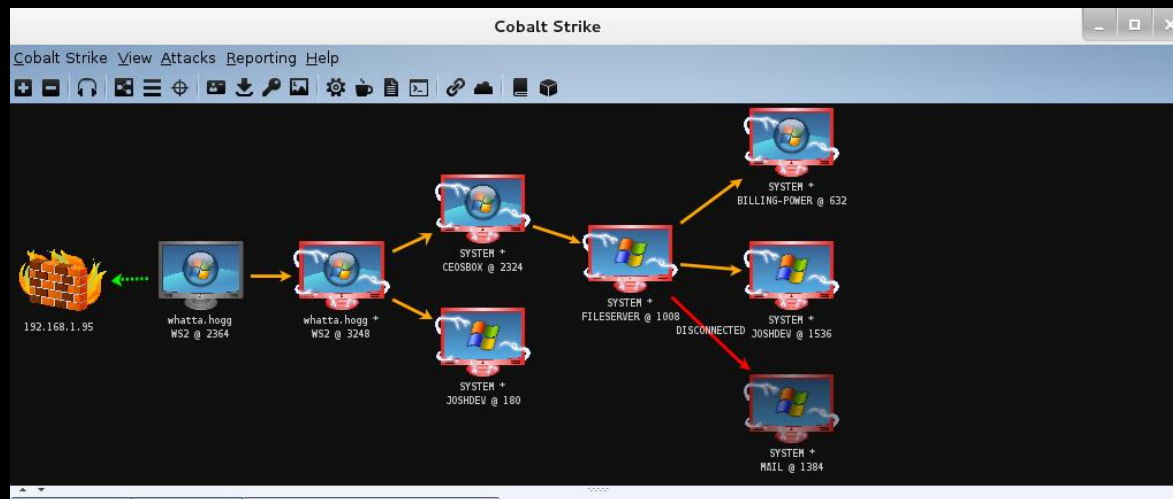 Cobalt Strike
Cobalt Strike View Attacks Reporting Help
192.168.1.95
whatta.hogg
WS2 @ 2364
whatta.hogg *
WS2 @ 3248
SYSTEM *
CEOSBOX @ 2324
SYSTEM *
JOSHDEV @ 180
SYSTEM *
FILESERVER @ 1008
SYSTEM *
BILLING-POWER @ 632
SYSTEM *
JOSHDEV @ 1536
DISCONNECTED
SYSTEM *
MAIL @ 1384